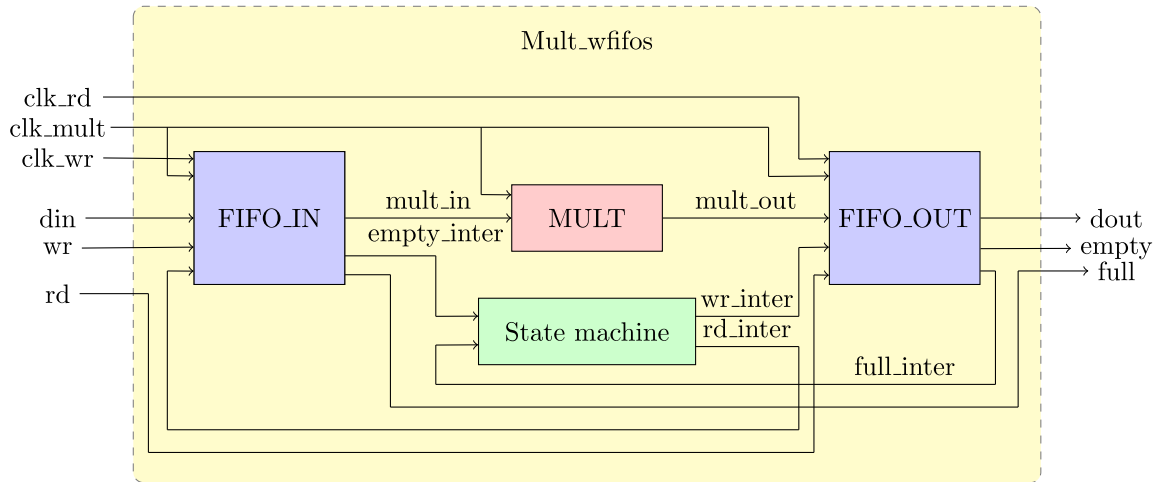 Mult_wfifos
clk_rd
clk_mult
clk_wr
din
wr
rd
FIFO_IN
mult_in
empty_inter
MULT
mult_out
FIFO_OUT
State machine
wr_inter
rd_inter
full_inter
dout
empty
full